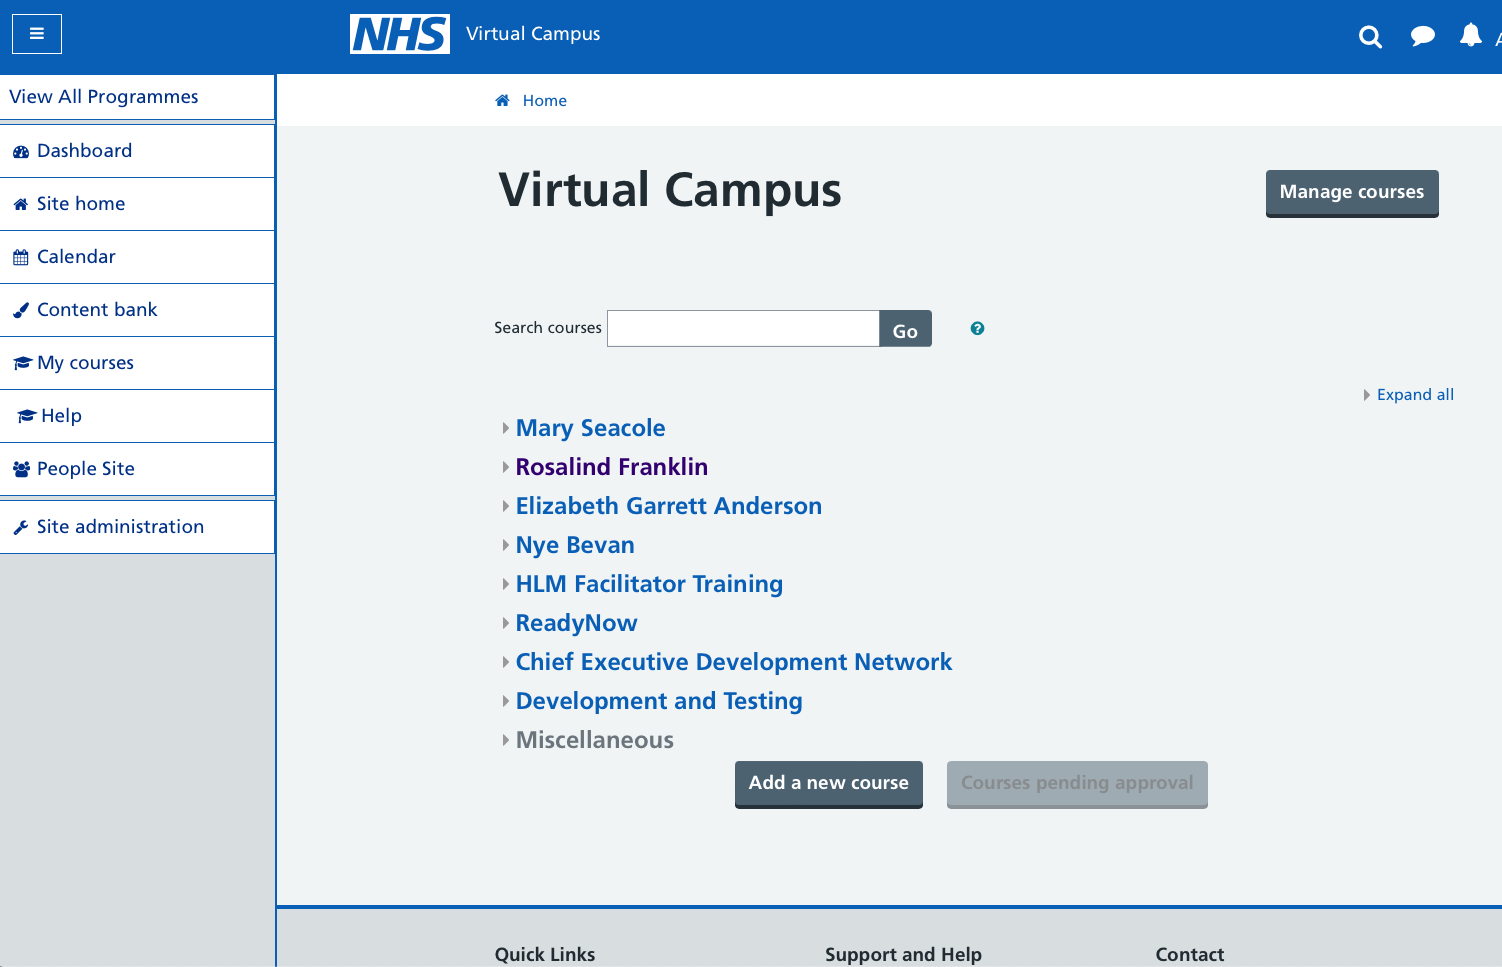 NHS Virtual Campus
View All Programmes
Dashboard
Site home
Calendar
Content bank
My courses
Help
People Site
Site administration
Home
Virtual Campus
Manage courses
Search courses
Go
Expand all
Mary Seacole
Rosalind Franklin
Elizabeth Garrett Anderson
Nye Bevan
HLM Facilitator Training
ReadyNow
Chief Executive Development Network
Development and Testing
Miscellaneous
Add a new course
Courses pending approval
Quick Links
Support and Help
Contact